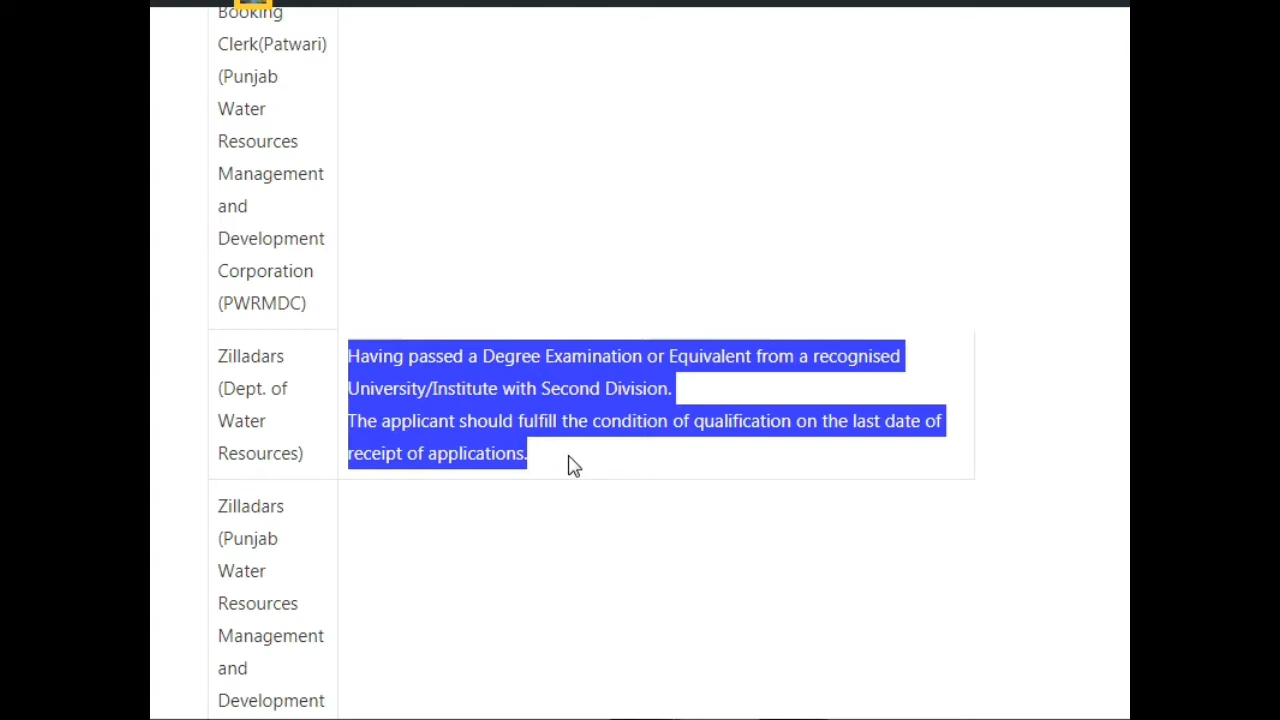 Booking
Clerk(Patwari)
(Punjab
Water
Resources
Management
and
Development
Corporation
(PWRMDC)
Zilladars
(Dept. of
Water
Resources)
Having passed a Degree Examination or Equivalent from a recognised
University/Institute with Second Division.
The applicant should fulfill the condition of qualification on the last date of
receipt of applications.
Zilladars
(Punjab
Water
Resources
Management
and
Development